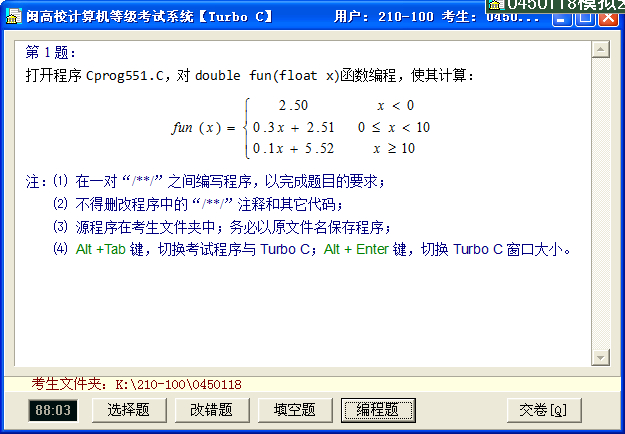 0450118模拟2
闽高校计算机等级考试系统【Turbo C】 用户：210-100 考生：0450...
第 1 题：
打开程序 Cprog551.C，对 double fun(float x)函数编程，使其计算：
2.50 x < 0
fun (x) = { 0.3x + 2.51 0 ≤ x < 10
0.1x + 5.52 x ≥ 10
注：⑴ 在一对“/**/”之间编写程序，以完成题目的要求；
⑵ 不得删改程序中的“/**/”注释和其它代码；
⑶ 源程序在考生文件夹中；务必以原文件名保存程序；
⑷ Alt +Tab 键，切换考试程序与 Turbo C；Alt + Enter 键，切换 Turbo C 窗口大小。
考生文件夹：K:\210-100\0450118
88:03 选择题 改错题 填空题 编程题 交卷[Q]